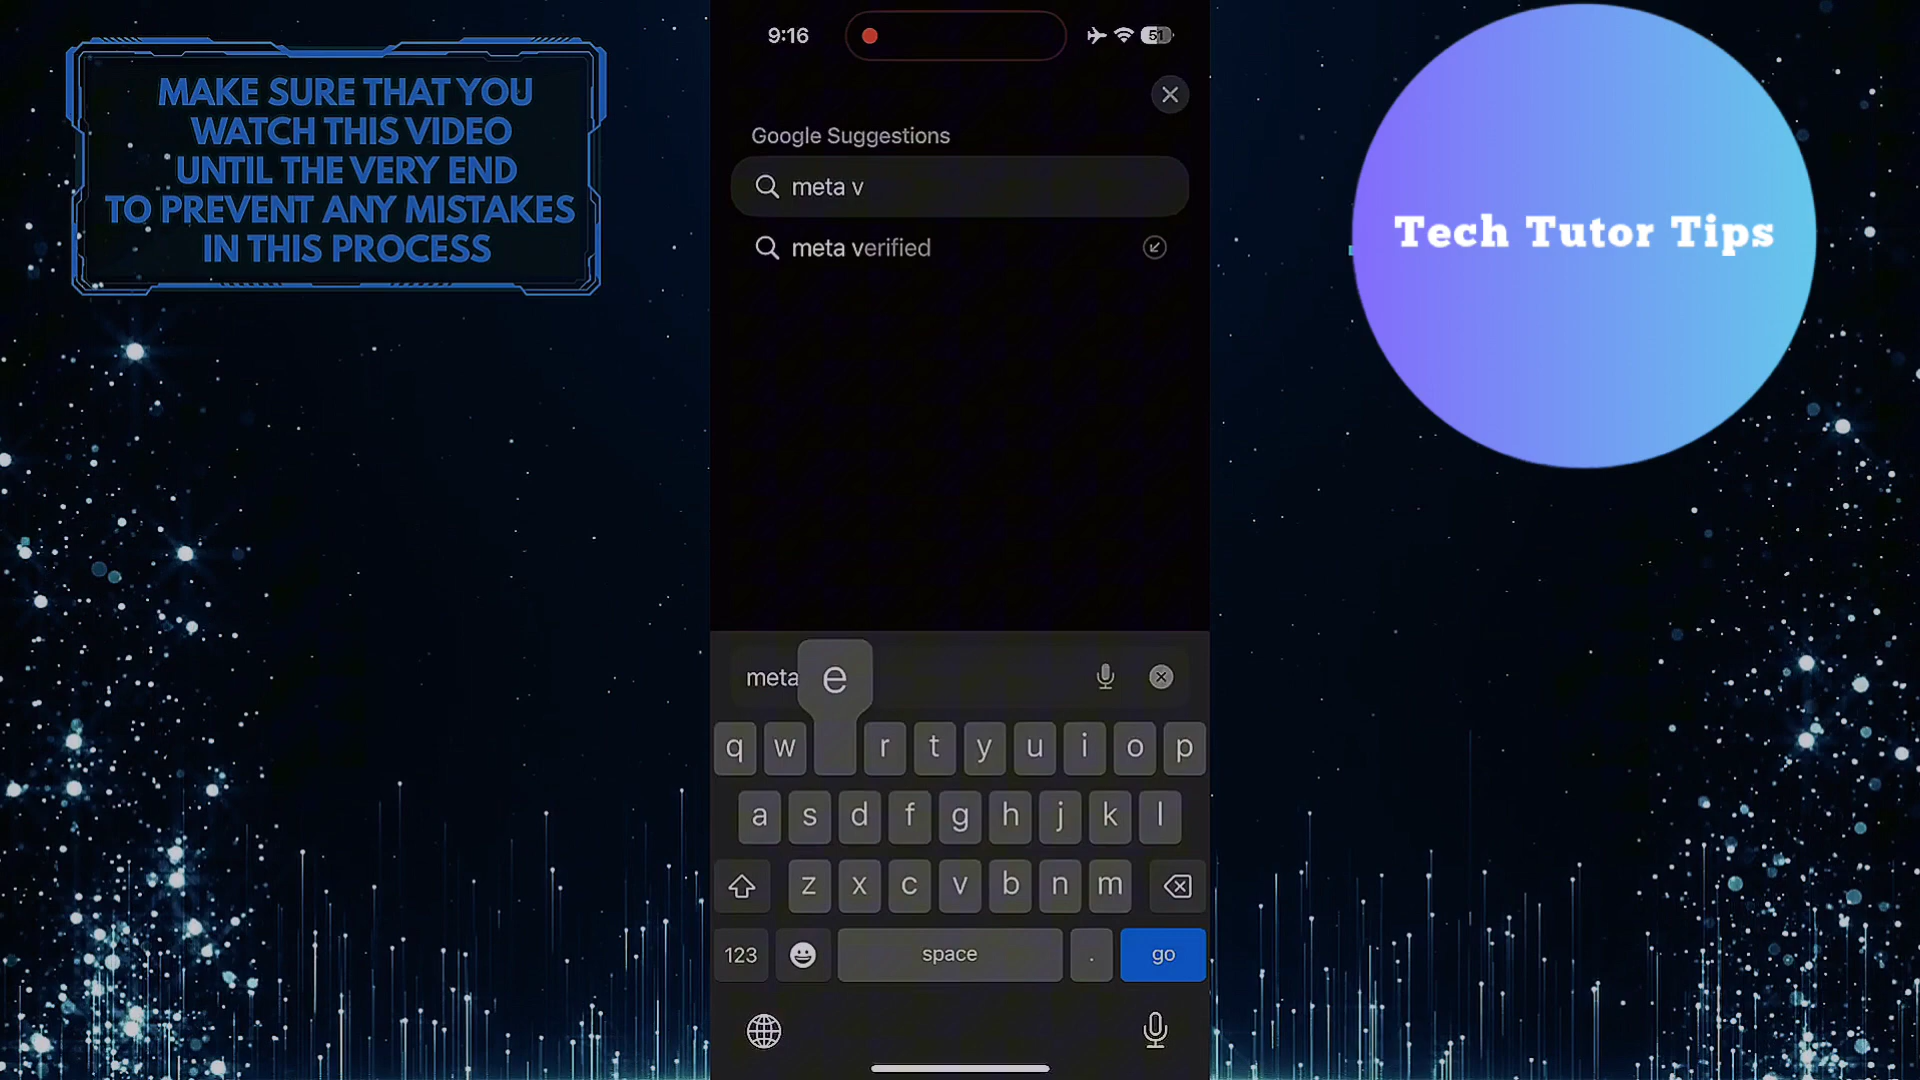 MAKE SURE THAT YOU
WATCH THIS VIDEO
UNTIL THE VERY END
TO PREVENT ANY MISTAKES
IN THIS PROCESS
9:16
51
Google Suggestions
meta v
meta verified
meta
e
q w r t y u i o p
a s d f g h j k l
z x c v b n m
123 space . go
Tech Tutor Tips